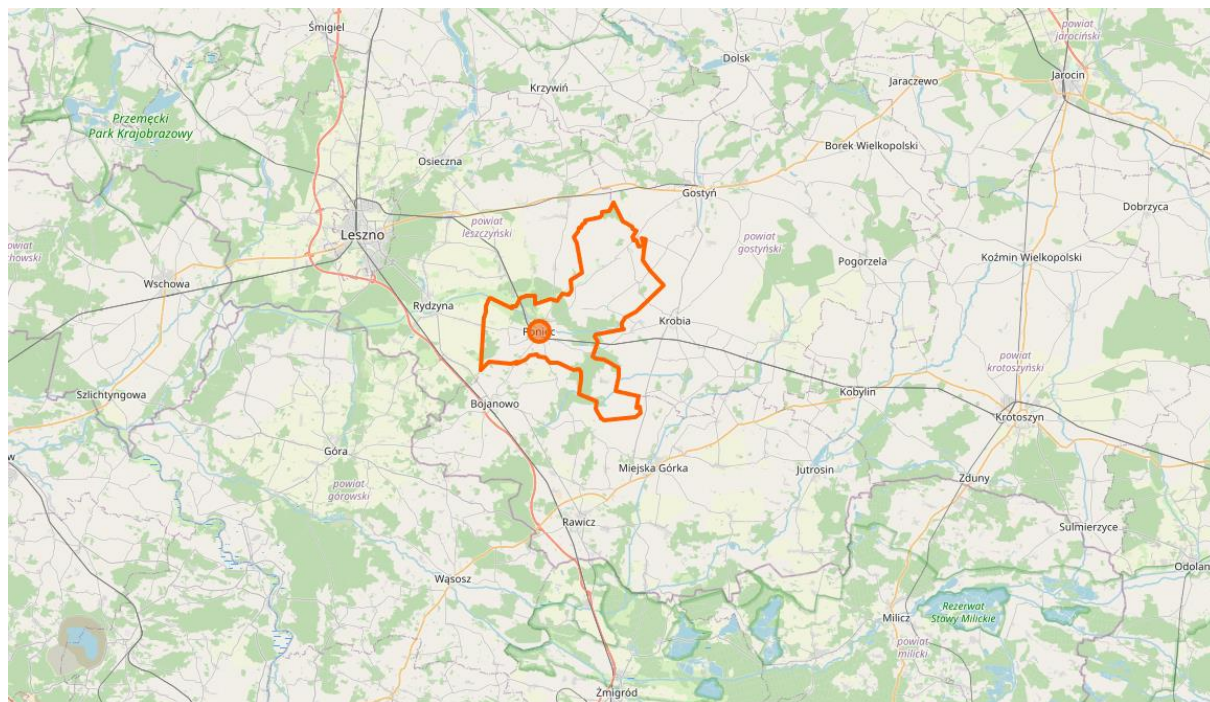 Śmigiel
powiat
jarociński
Dolsk
Jarocin
Jaraczewo
Krzywiń
Przemęcki
Park Krajobrazowy
Borek Wielkopolski
Osieczna
Gostyń
Dobrzyca
powiat
leszczyński
Leszno
powiat
gostyński
Koźmin Wielkopolski
Pogorzela
Wschowa
Rydzyna
Krobia
Poniec
powiat
krotoszyński
Szlichtyngowa
Kobylin
Bojanowo
Krotoszyn
Góra
Miejska Górka
Jutrosin
Zduny
powiat
górowski
Rawicz
Sulmierzyce
Wąsosz
Rezerwat
Stawy Milickie
Milicz
powiat
milicki
Żmigród